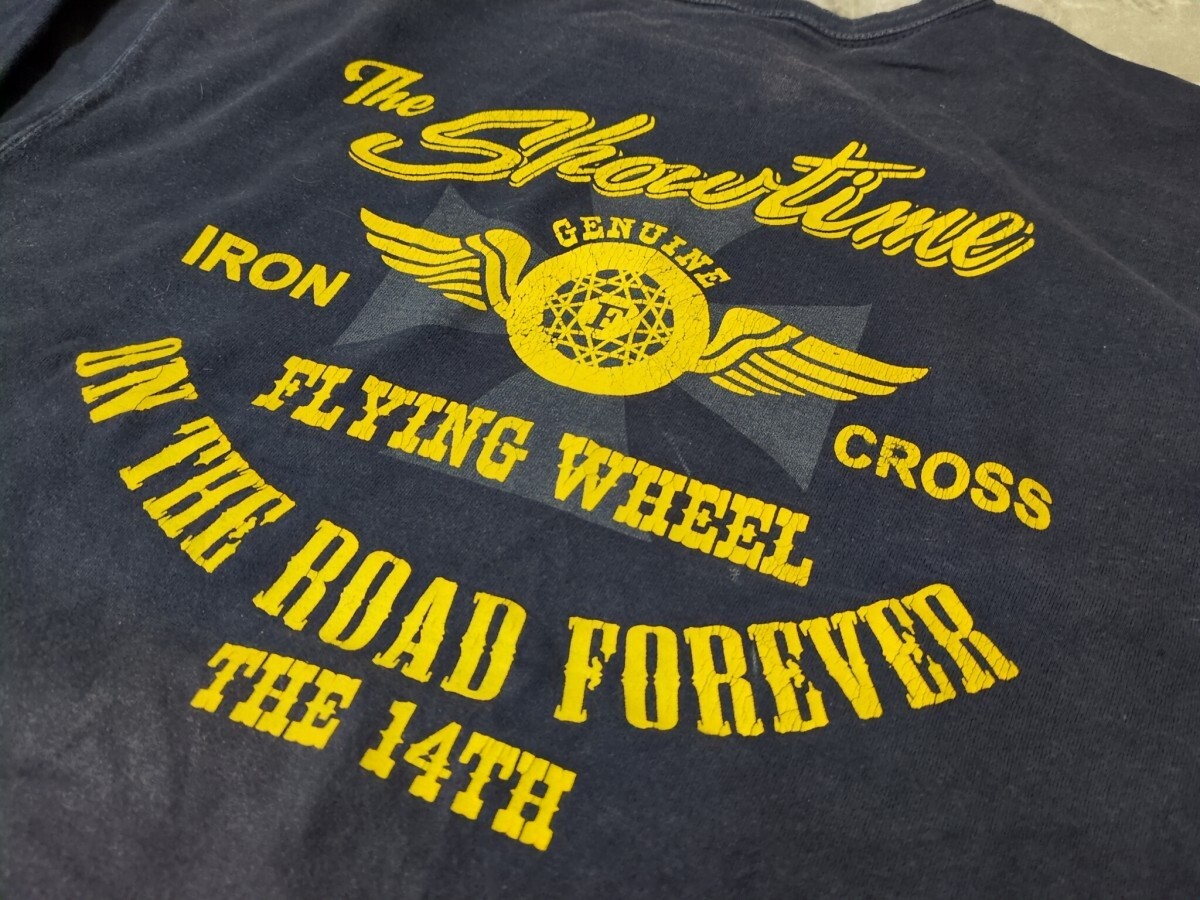 The
Showtime
GENUINE
IRON
F
CROSS
FLYING WHEEL
ON THE ROAD FOREVER
THE 14TH